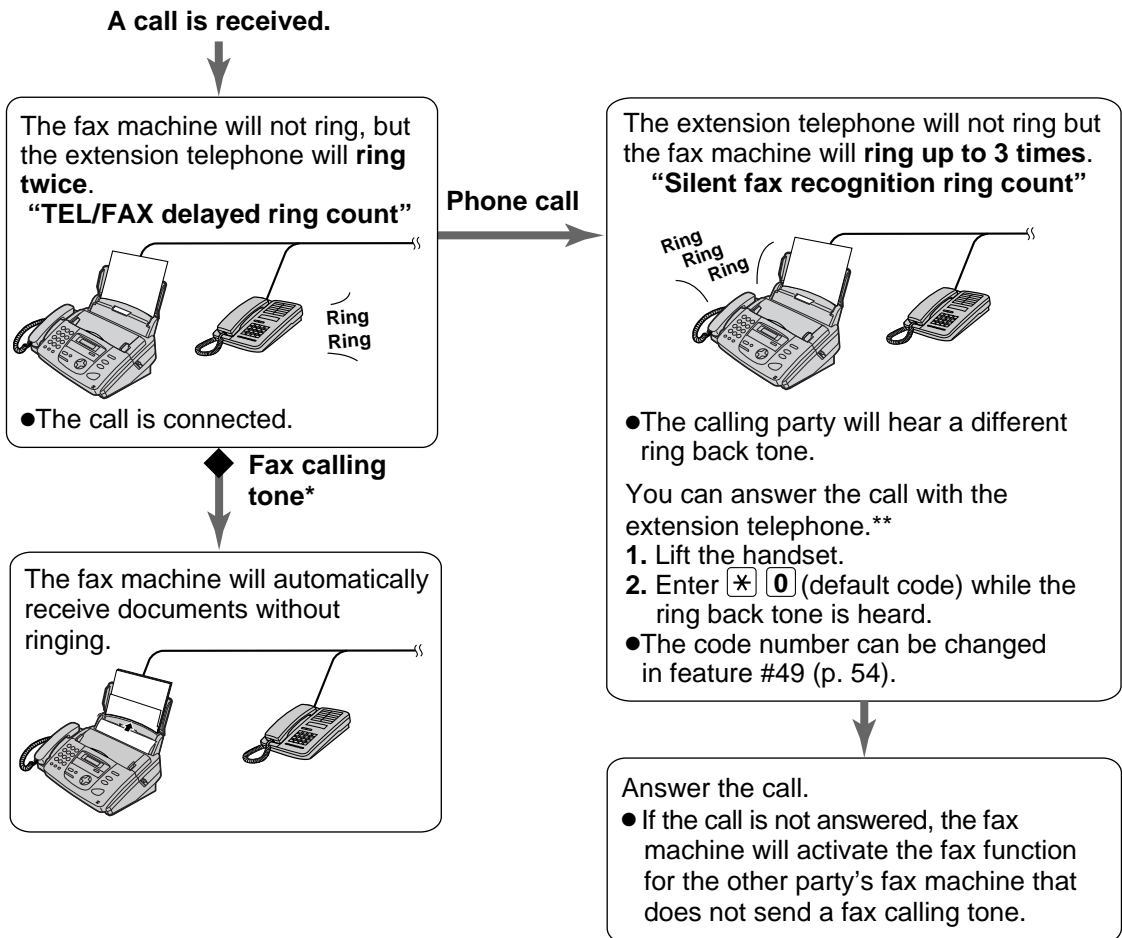 A call is received.
The fax machine will not ring, but
the extension telephone will ring
twice.
“TEL/FAX delayed ring count”
Ring
Ring
●The call is connected.
Phone call
Fax calling
tone*
The fax machine will automatically
receive documents without
ringing.
The extension telephone will not ring but
the fax machine will ring up to 3 times.
“Silent fax recognition ring count”
Ring
Ring
Ring
●The calling party will hear a different
ring back tone.
You can answer the call with the
extension telephone.**
1. Lift the handset.
2. Enter * 0 (default code) while the
ring back tone is heard.
●The code number can be changed
in feature #49 (p. 54).
Answer the call.
● If the call is not answered, the fax
machine will activate the fax function
for the other party’s fax machine that
does not send a fax calling tone.